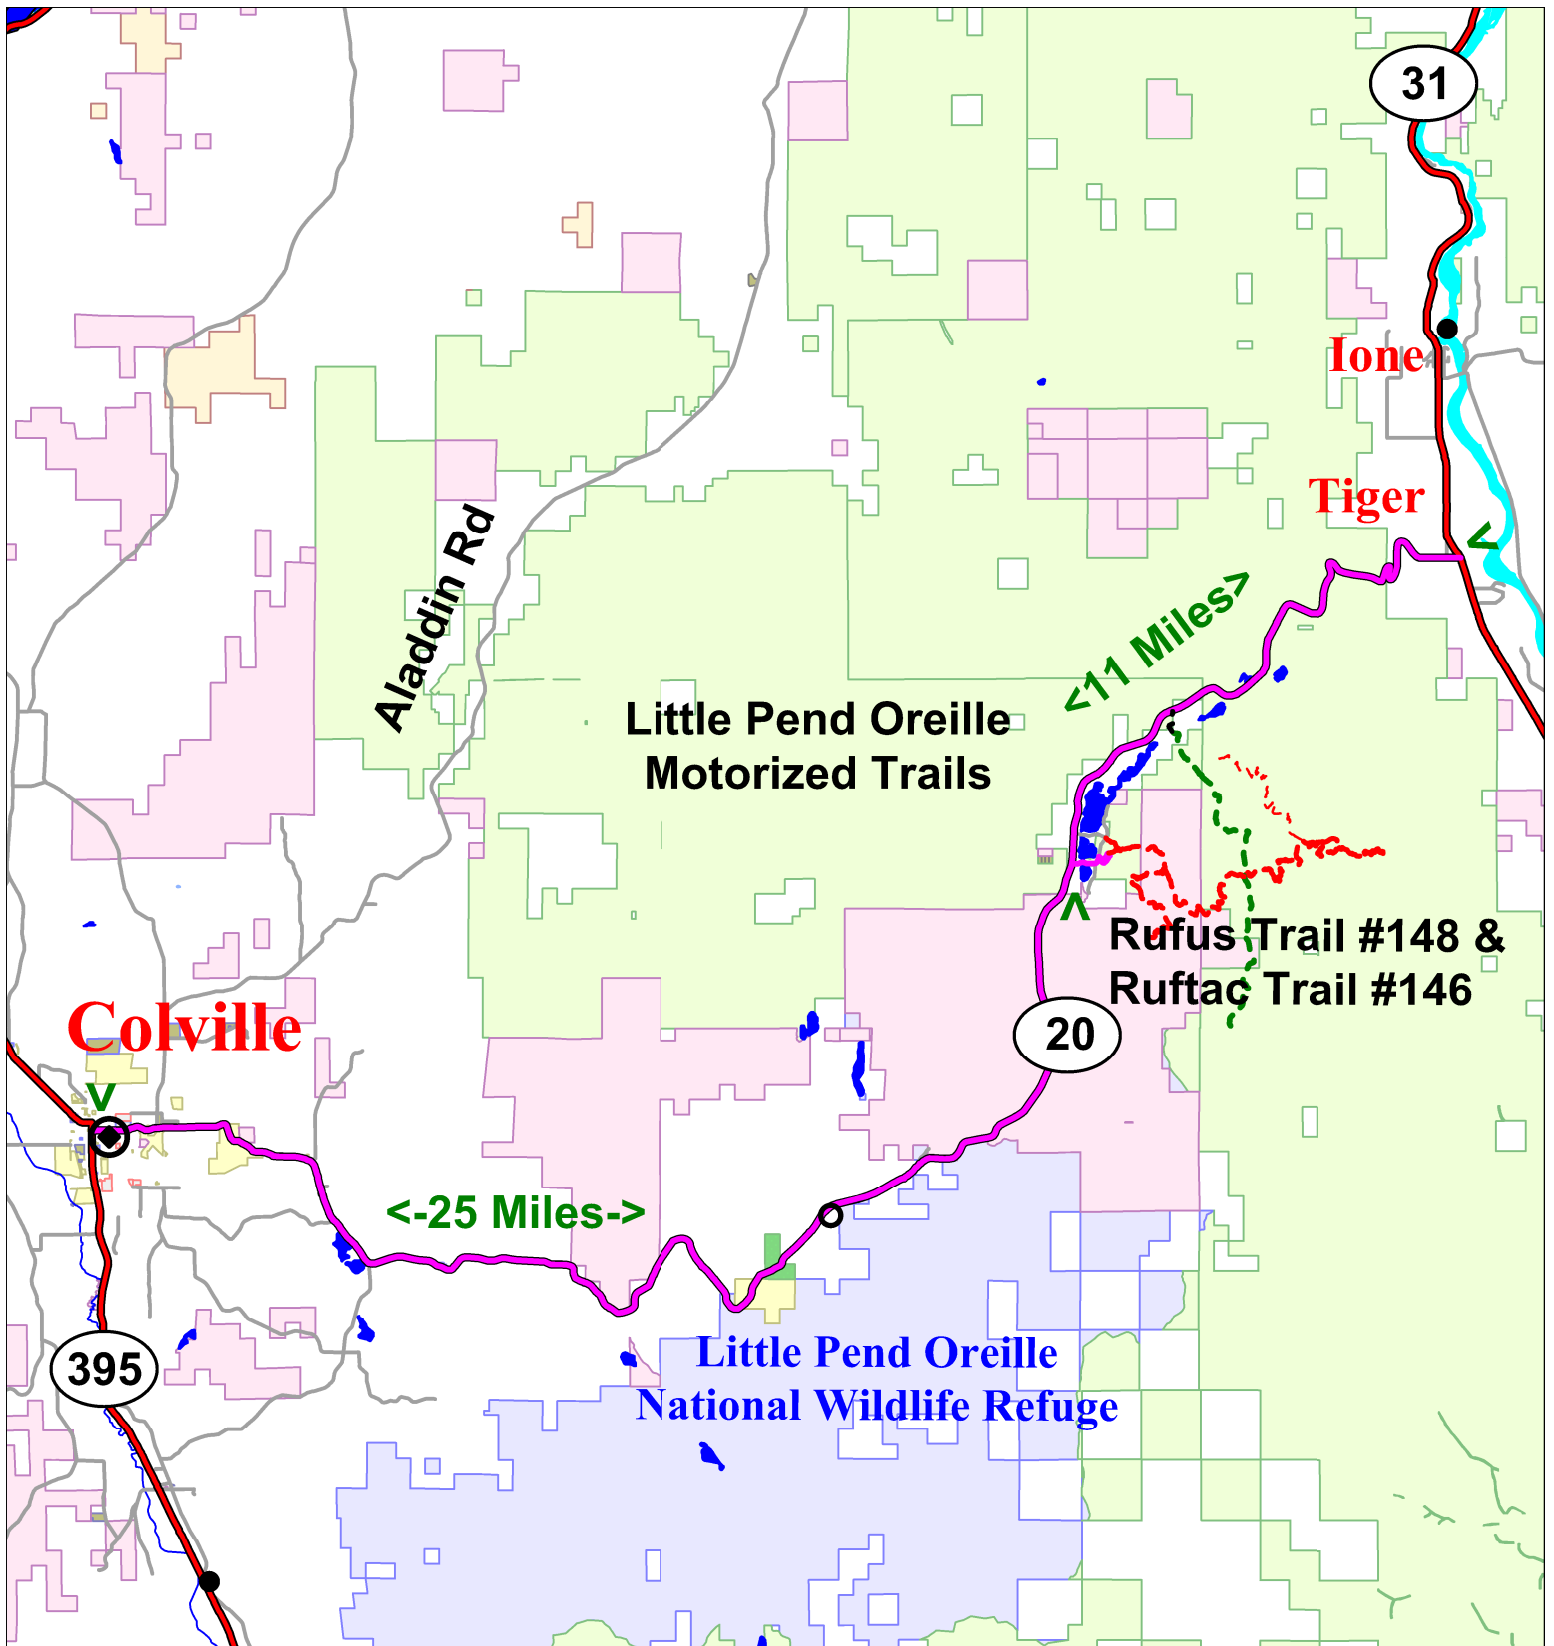 31
Ione
Tiger
Aladdin Rd
<11 Miles>
Little Pend Oreille
Motorized Trails
Rufus Trail #148 &
Ruftac Trail #146
Colville
20
<-25 Miles->
395
Little Pend Oreille
National Wildlife Refuge